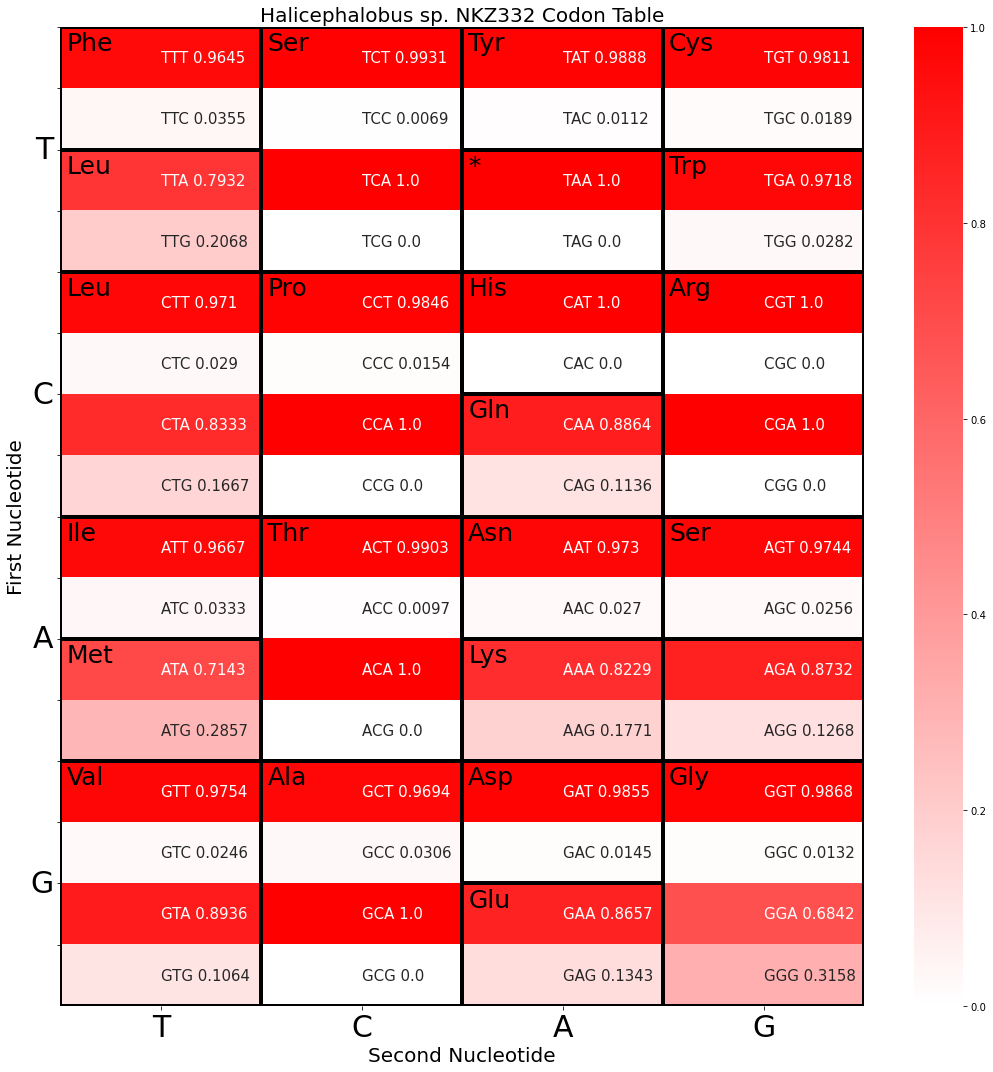 Halicephalobus sp. NKZ332 Codon Table
Phe Ser Tyr Cys
TTT 0.9645 TCT 0.9931 TAT 0.9888 TGT 0.9811
TTC 0.0355 TCC 0.0069 TAC 0.0112 TGC 0.0189
T
Leu * Trp
TTA 0.7932 TCA 1.0 TAA 1.0 TGA 0.9718
TTG 0.2068 TCG 0.0 TAG 0.0 TGG 0.0282
Leu Pro His Arg
CTT 0.971 CCT 0.9846 CAT 1.0 CGT 1.0
CTC 0.029 CCC 0.0154 CAC 0.0 CGC 0.0
C
Gln
CTA 0.8333 CCA 1.0 CAA 0.8864 CGA 1.0
CTG 0.1667 CCG 0.0 CAG 0.1136 CGG 0.0
First Nucleotide
Ile Thr Asn Ser
ATT 0.9667 ACT 0.9903 AAT 0.973 AGT 0.9744
ATC 0.0333 ACC 0.0097 AAC 0.027 AGC 0.0256
A
Met Lys
ATA 0.7143 ACA 1.0 AAA 0.8229 AGA 0.8732
ATG 0.2857 ACG 0.0 AAG 0.1771 AGG 0.1268
Val Ala Asp Gly
GTT 0.9754 GCT 0.9694 GAT 0.9855 GGT 0.9868
GTC 0.0246 GCC 0.0306 GAC 0.0145 GGC 0.0132
G
Glu
GTA 0.8936 GCA 1.0 GAA 0.8657 GGA 0.6842
GTG 0.1064 GCG 0.0 GAG 0.1343 GGG 0.3158
T C A G
Second Nucleotide
1.0
0.8
0.6
0.4
0.2
0.0